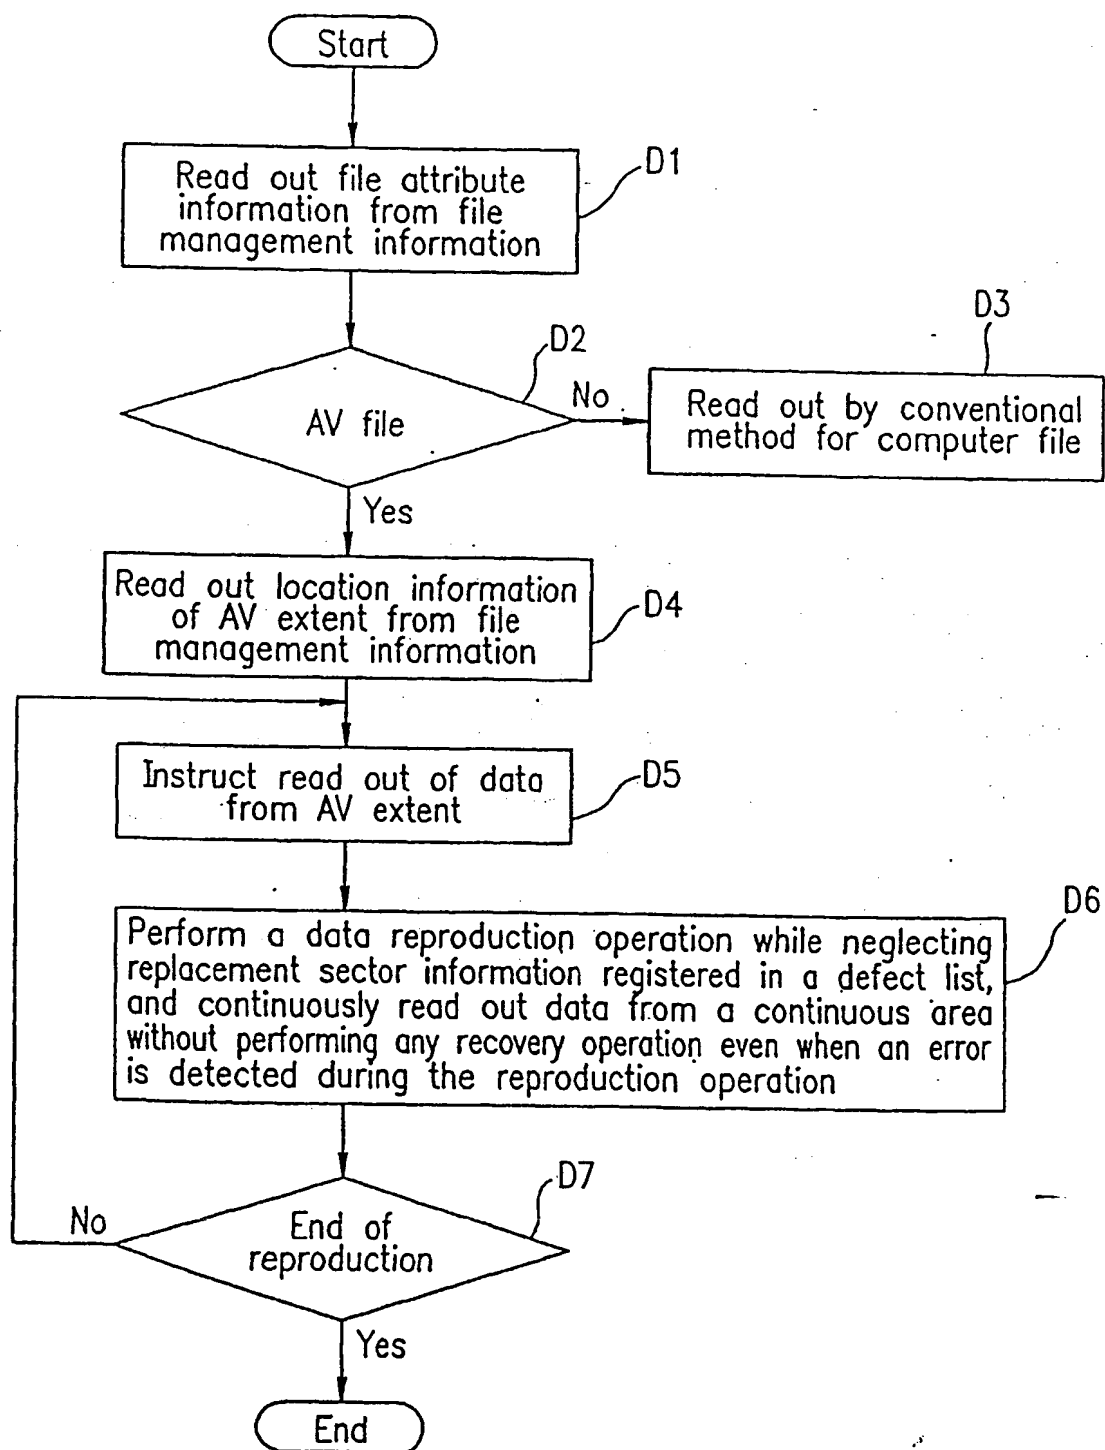 Start
Read out file attribute
information from file
management information
D1
D2
AV file
No
D3
Read out by conventional
method for computer file
Yes
Read out location information
of AV extent from file
management information
D4
Instruct read out of data
from AV extent
D5
D6
Perform a data reproduction operation while neglecting
replacement sector information registered in a defect list,
and continuously read out data from a continuous area
without performing any recovery operation even when an error
is detected during the reproduction operation
D7
End of
reproduction
No
Yes
End